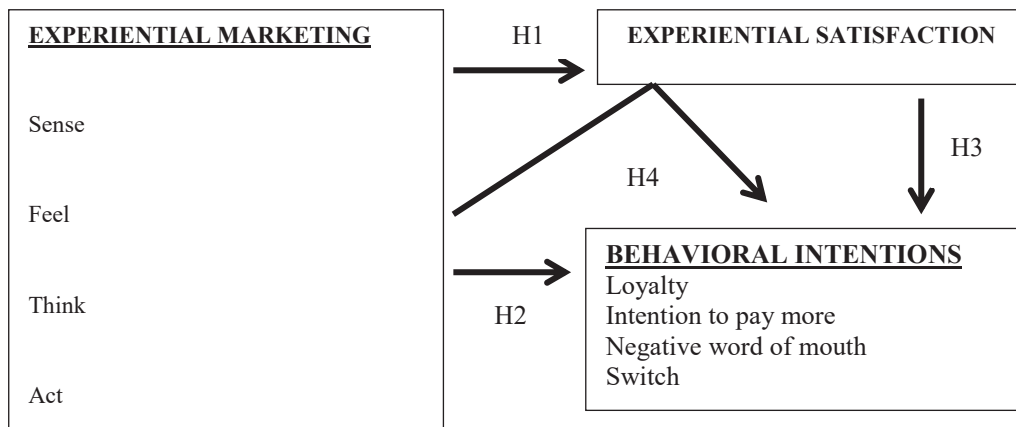 EXPERIENTIAL MARKETING
Sense
Feel
Think
Act
H1
EXPERIENTIAL SATISFACTION
H4
H3
H2
BEHAVIORAL INTENTIONS
Loyalty
Intention to pay more
Negative word of mouth
Switch